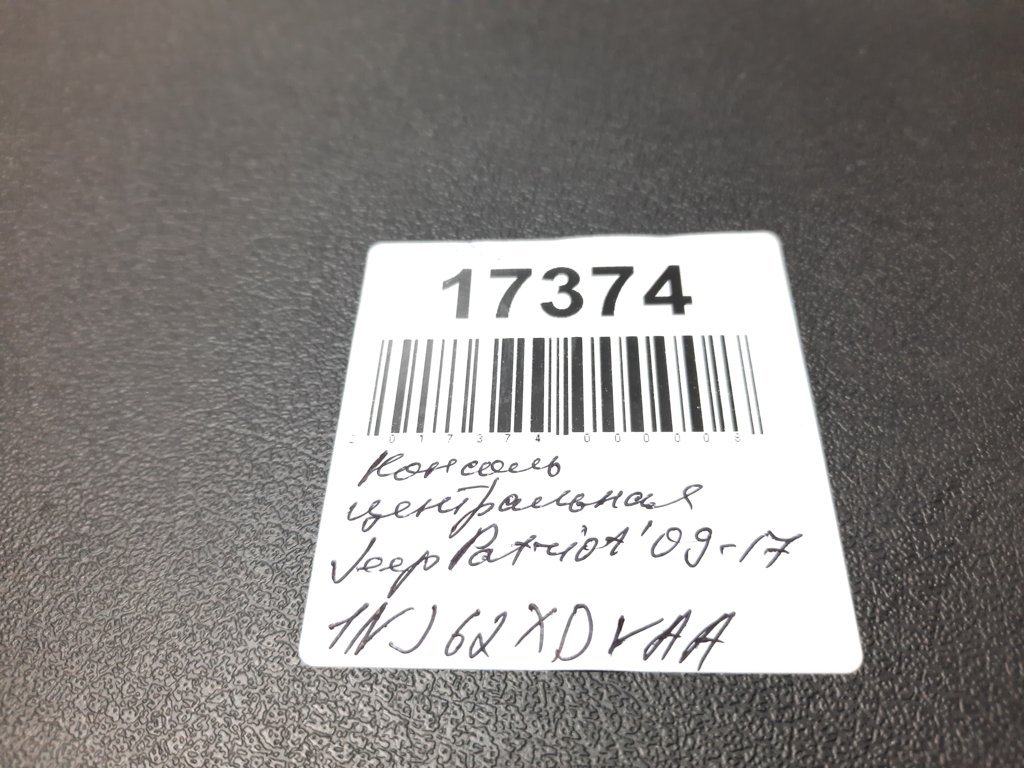 17374
2017374000008
Консоль
центральная
Jeep Patriot '09-17
1NJ62XDVAA